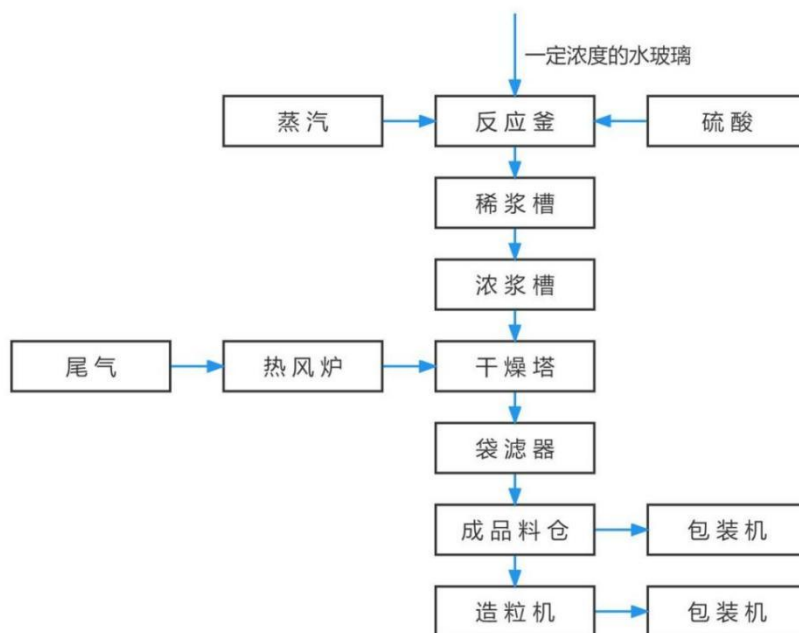 一定浓度的水玻璃
蒸汽
反应釜
硫酸
稀浆槽
浓浆槽
尾气
热风炉
干燥塔
袋滤器
成品料仓
包装机
造粒机
包装机